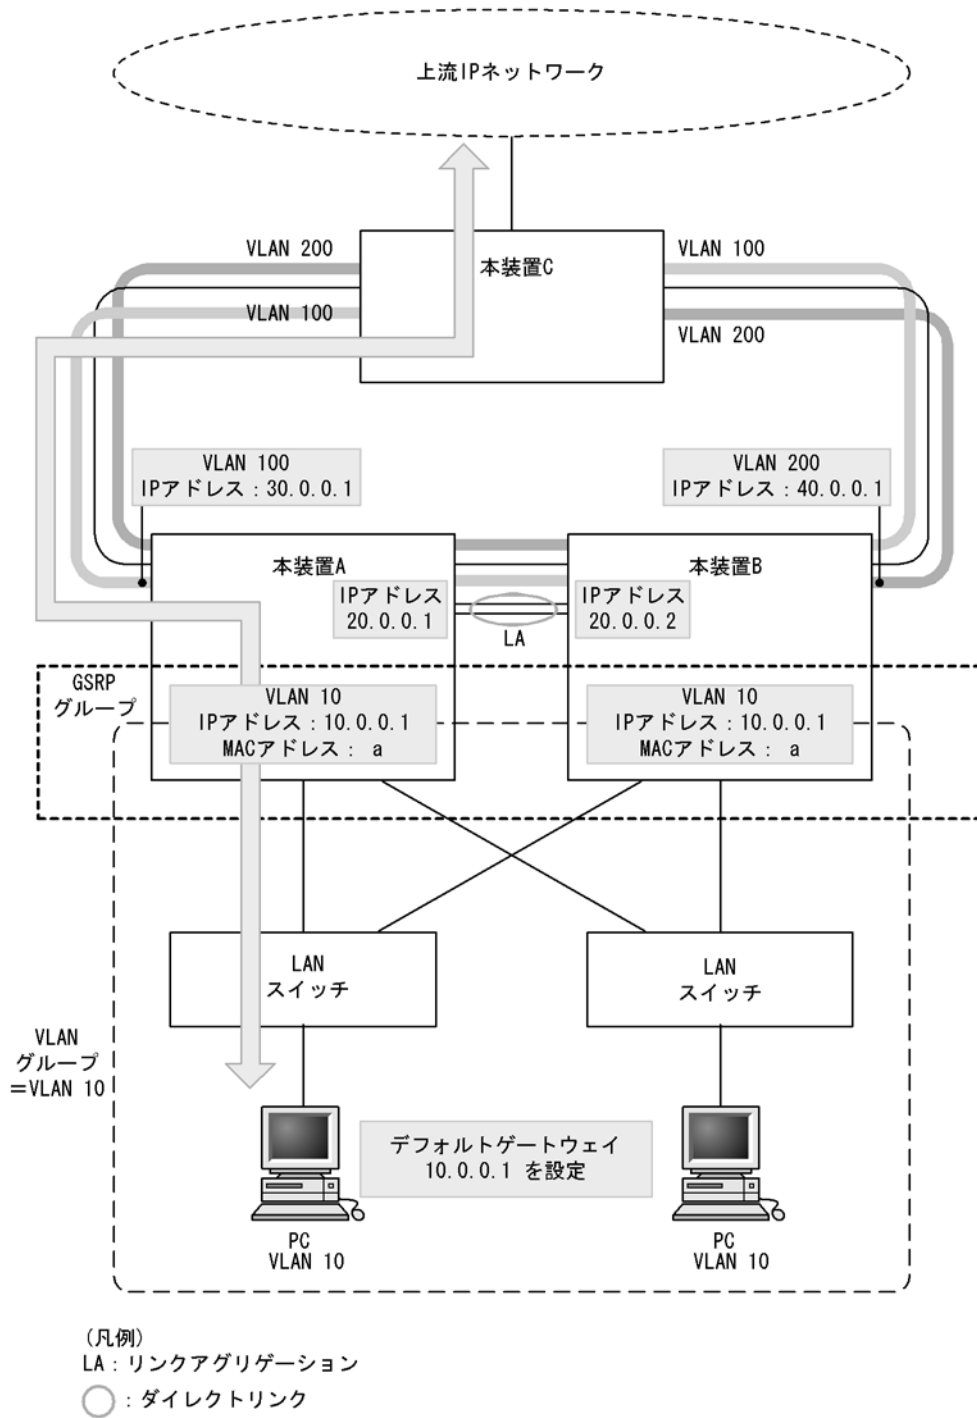 上流IPネットワーク
VLAN 200
VLAN 100
本装置C
VLAN 100
VLAN 200
VLAN 100
IPアドレス：30.0.0.1
VLAN 200
IPアドレス：40.0.0.1
本装置A
本装置B
IPアドレス
20.0.0.1
IPアドレス
20.0.0.2
LA
GSRP
グループ
VLAN 10
IPアドレス：10.0.0.1
MACアドレス： a
VLAN 10
IPアドレス：10.0.0.1
MACアドレス： a
LAN
スイッチ
LAN
スイッチ
VLAN
グループ
＝VLAN 10
デフォルトゲートウェイ
10.0.0.1 を設定
PC
VLAN 10
PC
VLAN 10
(凡例)
LA：リンクアグリゲーション
：ダイレクトリンク